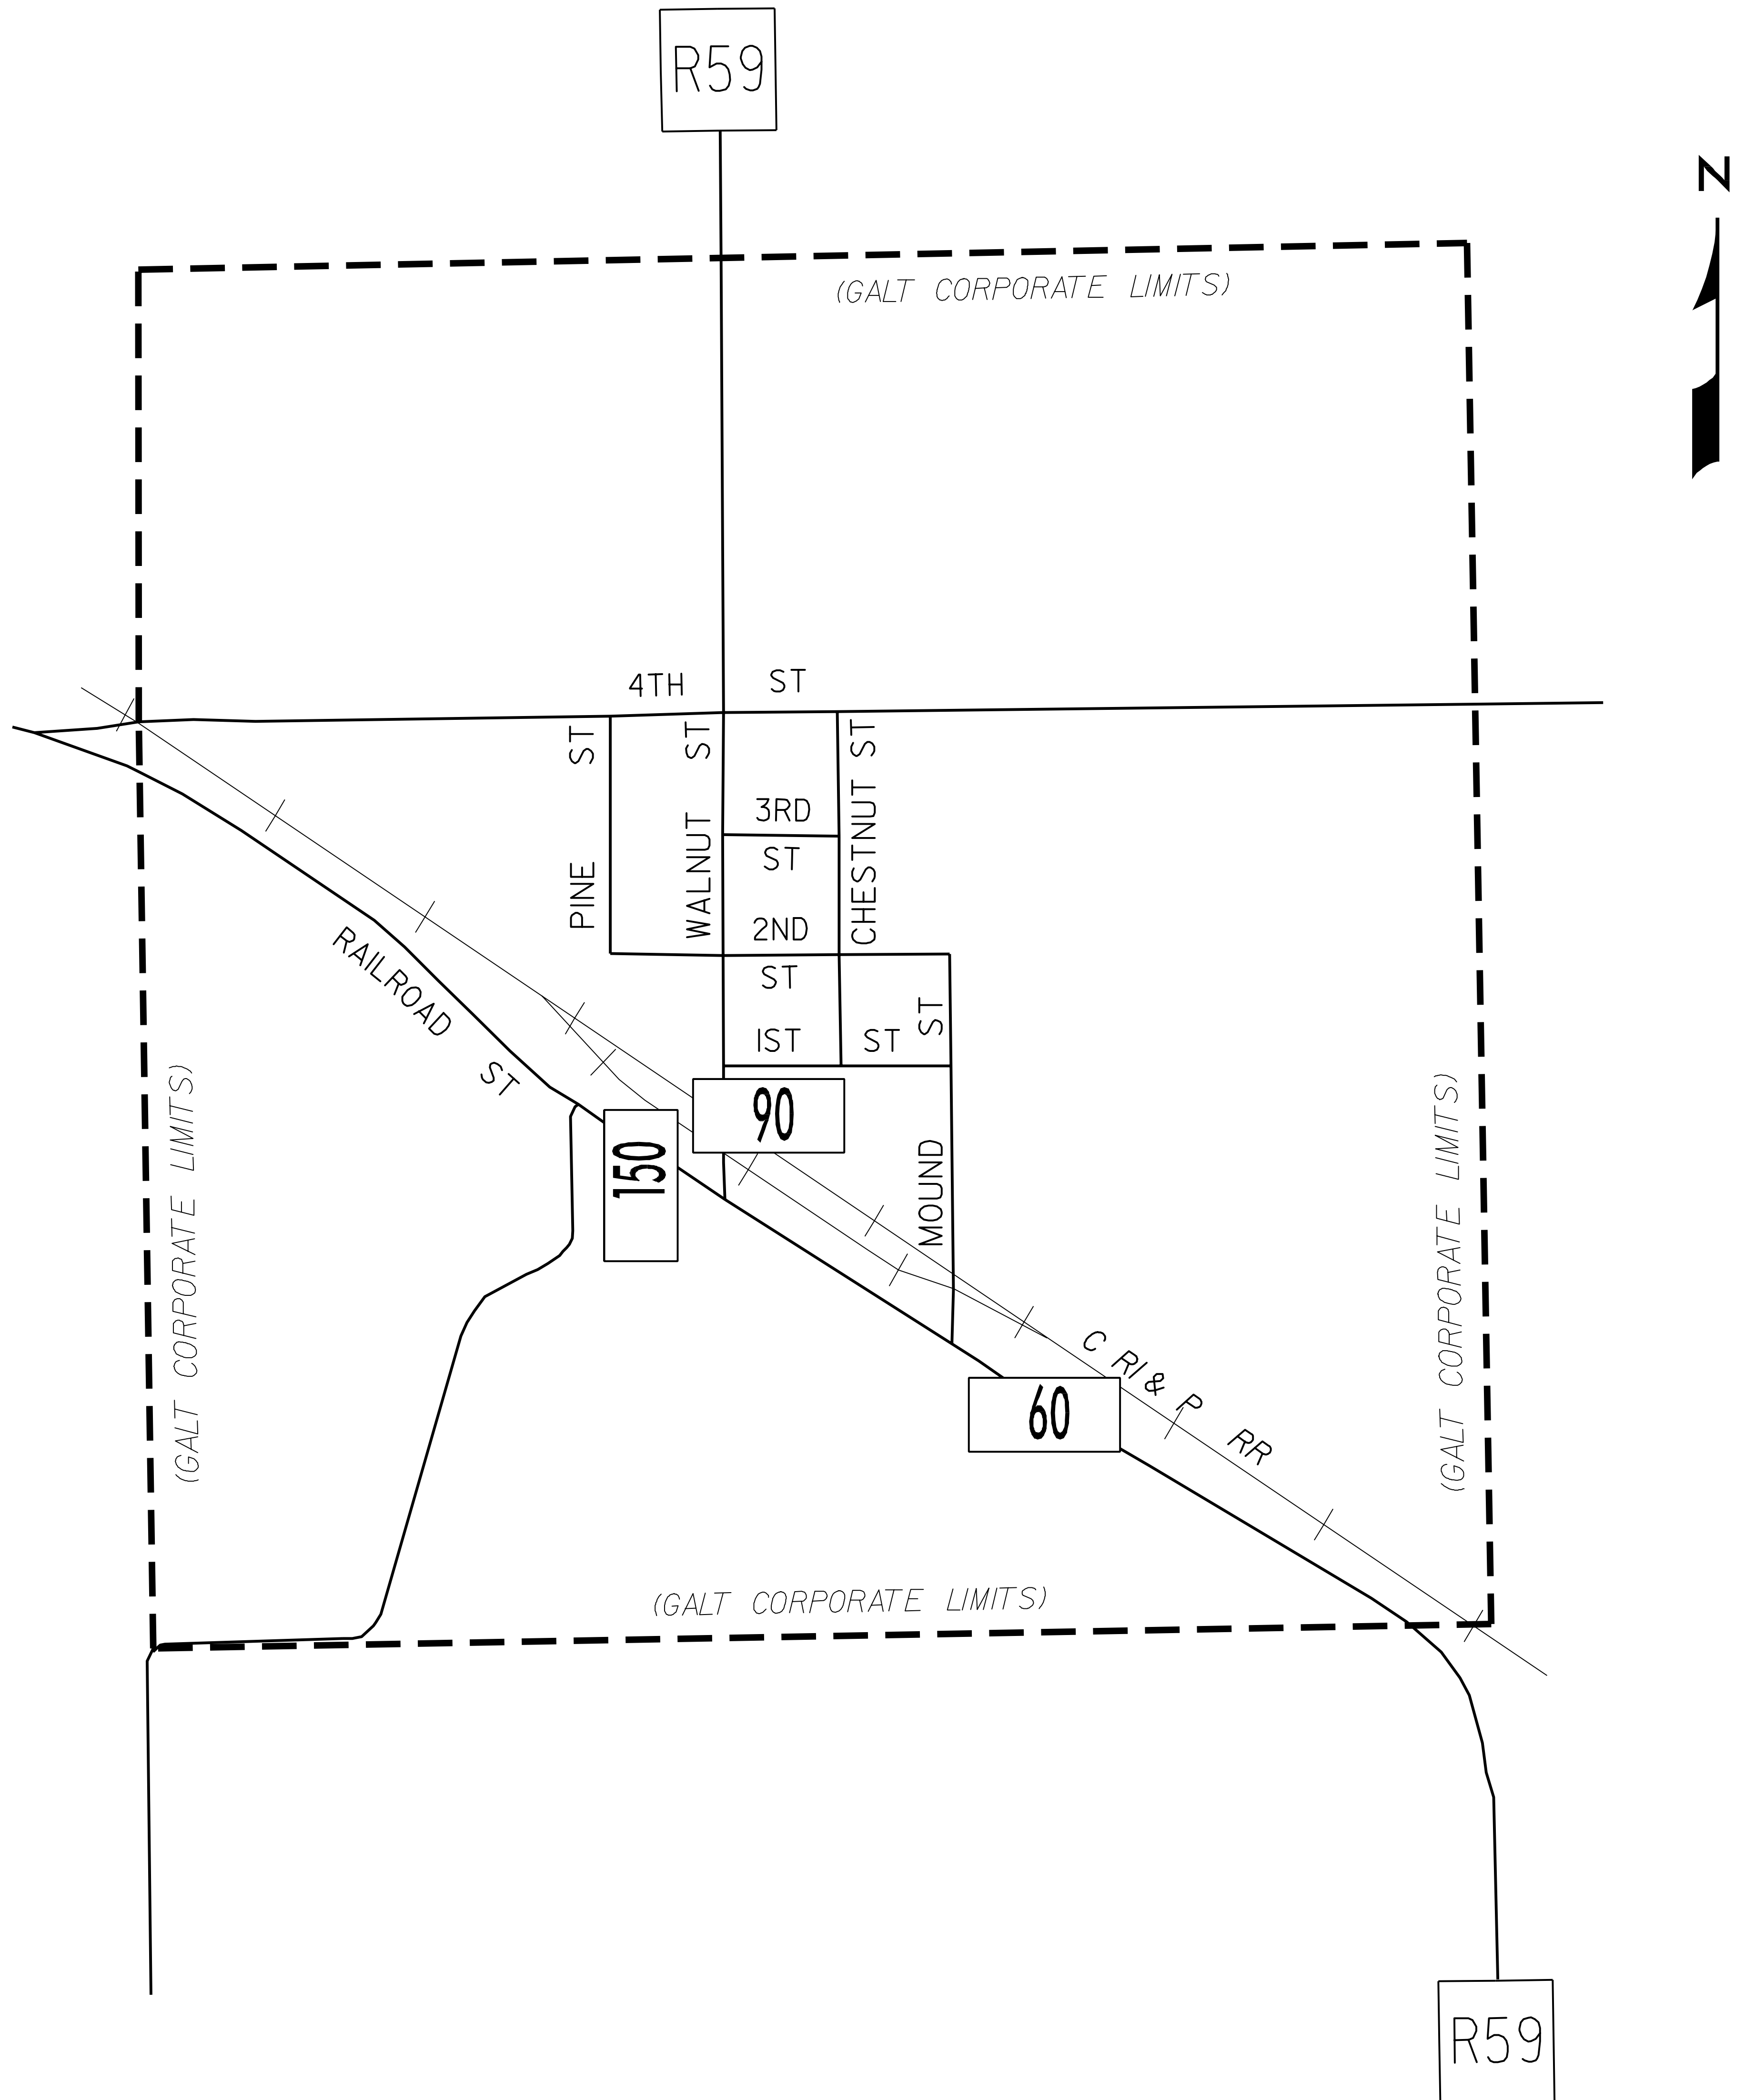 R59
N
(GALT CORPORATE LIMITS)
4TH ST
PINE ST
WALNUT ST
CHESTNUT ST
3RD
ST
2ND
ST
1ST ST
MOUND ST
RAILROAD ST
90
150
60
C RI & P RR
(GALT CORPORATE LIMITS)
(GALT CORPORATE LIMITS)
(GALT CORPORATE LIMITS)
R59